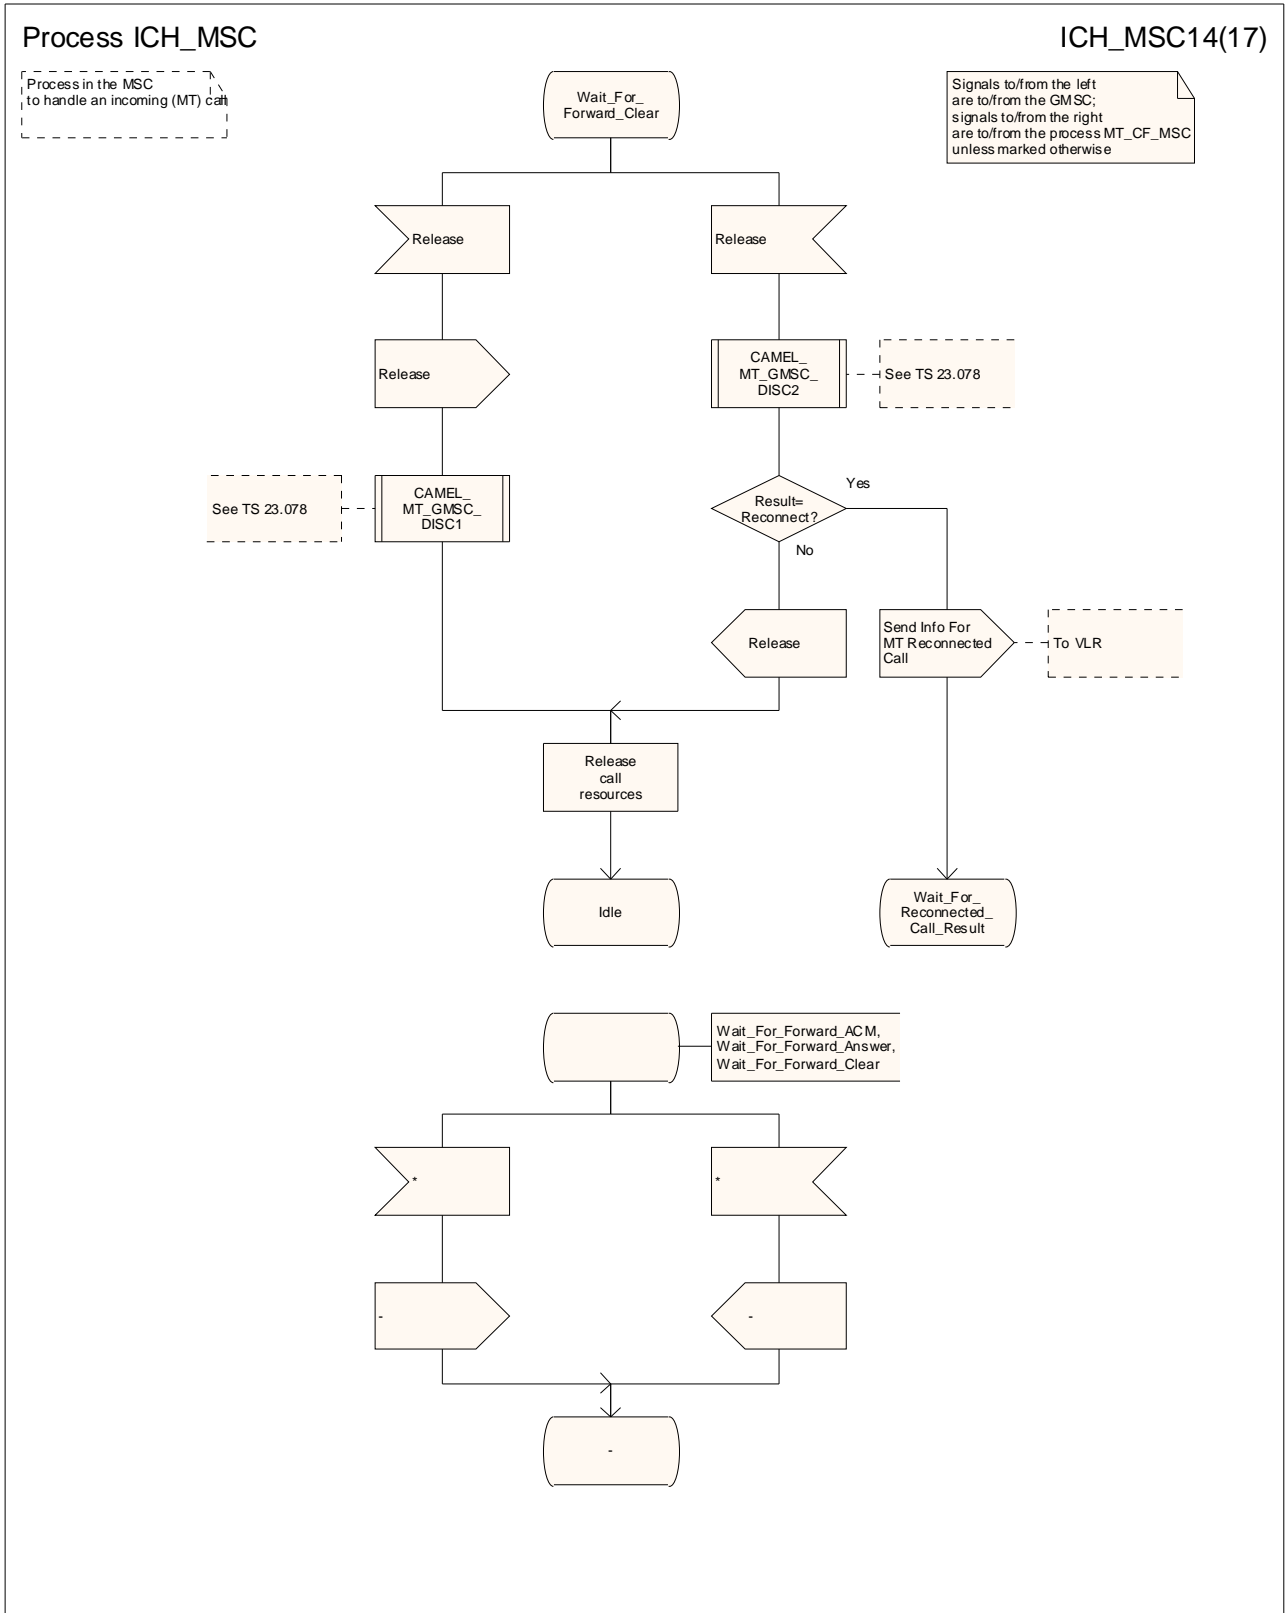 Process ICH_MSC
ICH_MSC14(17)
Process in the MSC
to handle an incoming (MT) call
Signals to/from the left
are to/from the GMSC;
signals to/from the right
are to/from the process MT_CF_MSC
unless marked otherwise
Wait_For_
Forward_Clear
Release
Release
Release
CAMEL_
MT_GMSC_
DISC2
See TS 23.078
See TS 23.078
CAMEL_
MT_GMSC_
DISC1
Result=
Reconnect?
Yes
No
Release
Send Info For
MT Reconnected
Call
To VLR
Release
call
resources
Idle
Wait_For_
Reconnected_
Call_Result
Wait_For_Forward_ACM,
Wait_For_Forward_Answer,
Wait_For_Forward_Clear
*
*
-
-
-